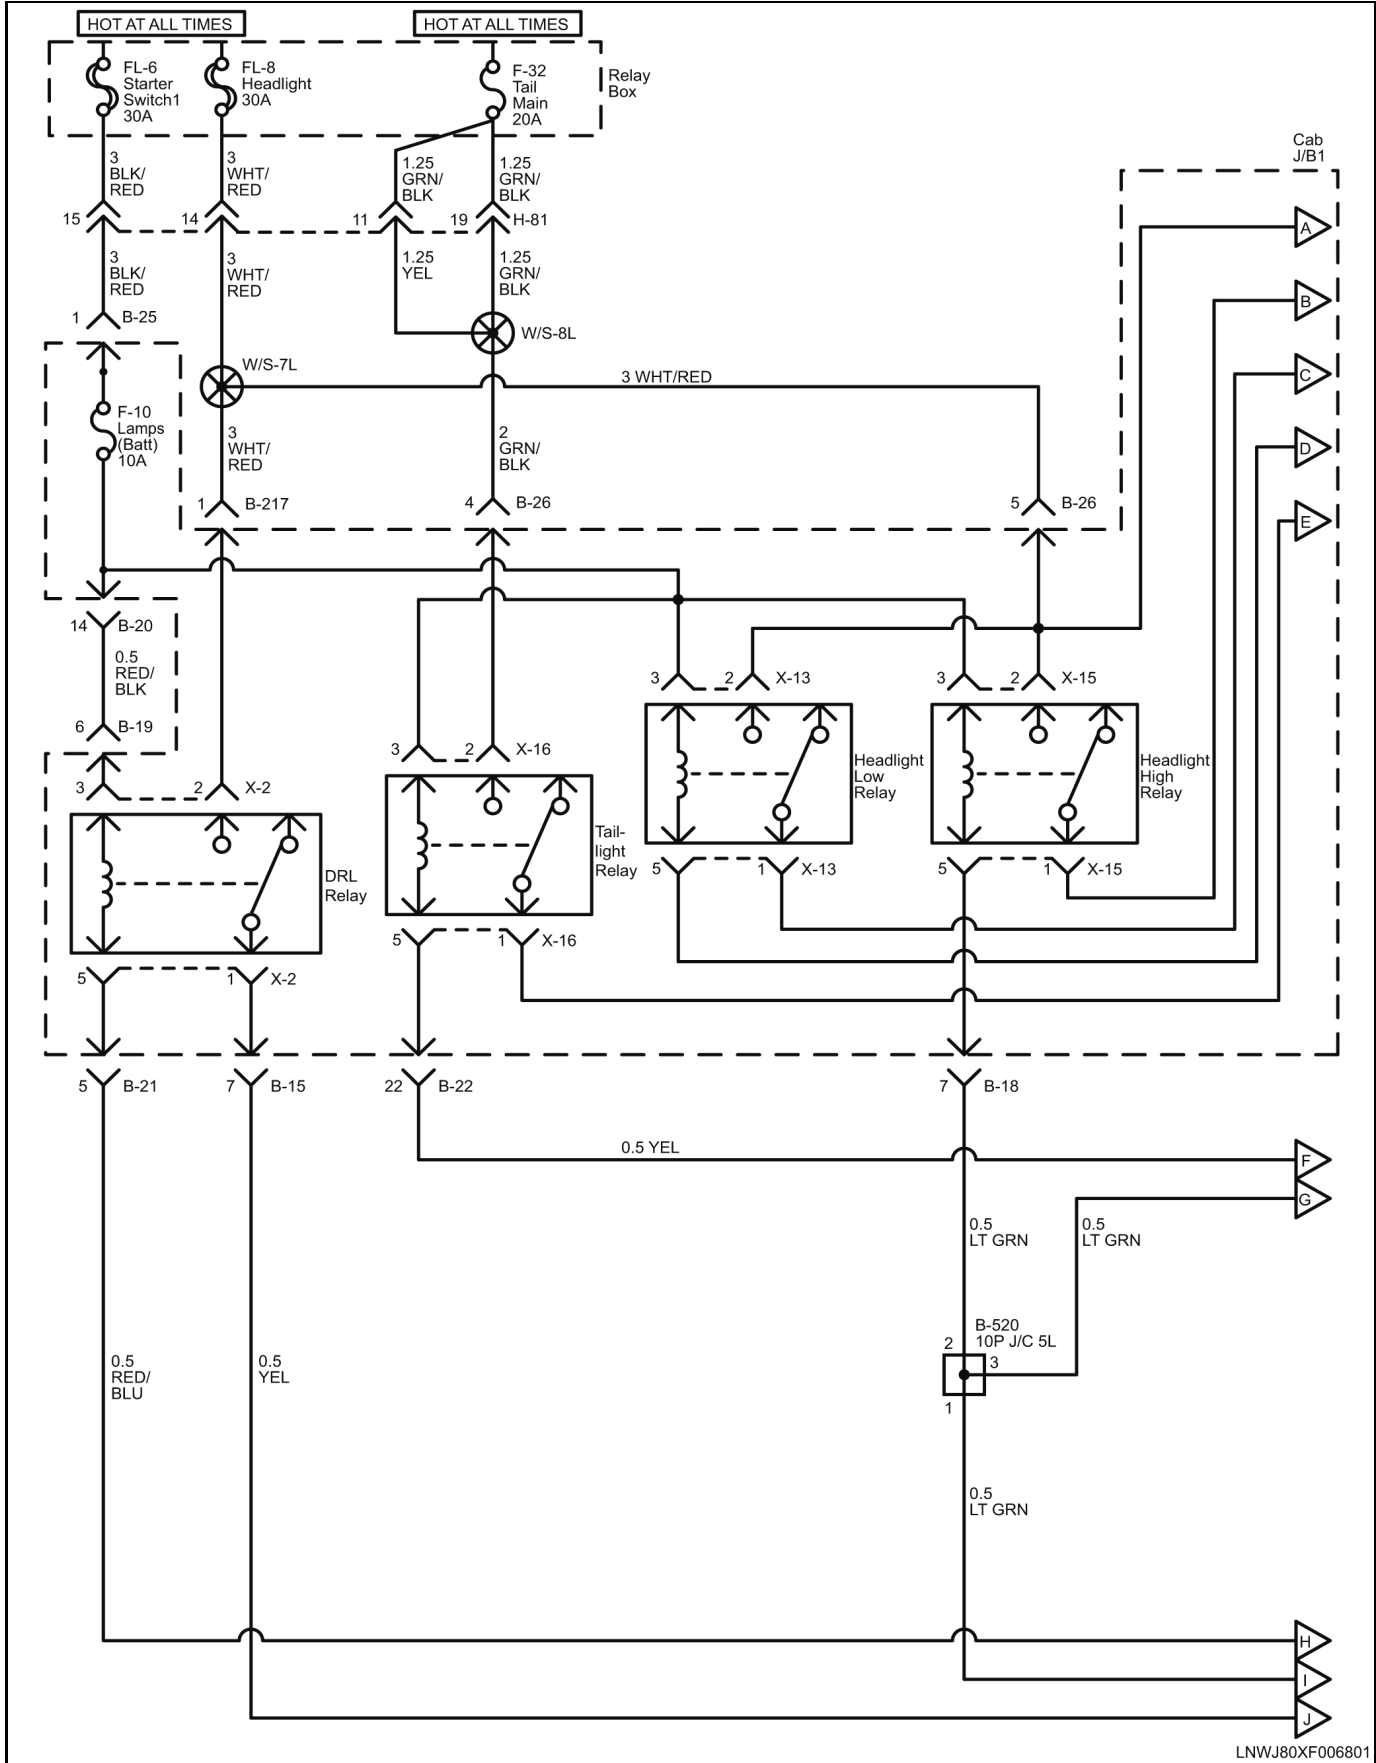 HOT AT ALL TIMES
HOT AT ALL TIMES
FL-6
Starter
Switch1
30A
FL-8
Headlight
30A
F-32
Tail
Main
20A
Relay
Box
Cab
J/B1
3
BLK/
RED
3
WHT/
RED
1.25
GRN/
BLK
1.25
GRN/
BLK
15
14
11
19
H-81
3
BLK/
RED
3
WHT/
RED
1.25
YEL
1.25
GRN/
BLK
A
B
C
D
E
1
B-25
W/S-8L
W/S-7L
3 WHT/RED
F-10
Lamps
(Batt)
10A
3
WHT/
RED
2
GRN/
BLK
1
B-217
4
B-26
5
B-26
14
B-20
0.5
RED/
BLK
6
B-19
3
2
X-13
3
2
X-15
3
2
X-16
3
2
X-2
Headlight
Low
Relay
Headlight
High
Relay
Tail-
light
Relay
DRL
Relay
5
1
X-13
5
1
X-15
5
1
X-16
5
1
X-2
5
B-21
7
B-15
22
B-22
7
B-18
0.5 YEL
F
G
0.5
LT GRN
0.5
LT GRN
B-520
10P J/C 5L
2
3
1
0.5
RED/
BLU
0.5
YEL
0.5
LT GRN
H
I
J
LNWJ80XF006801